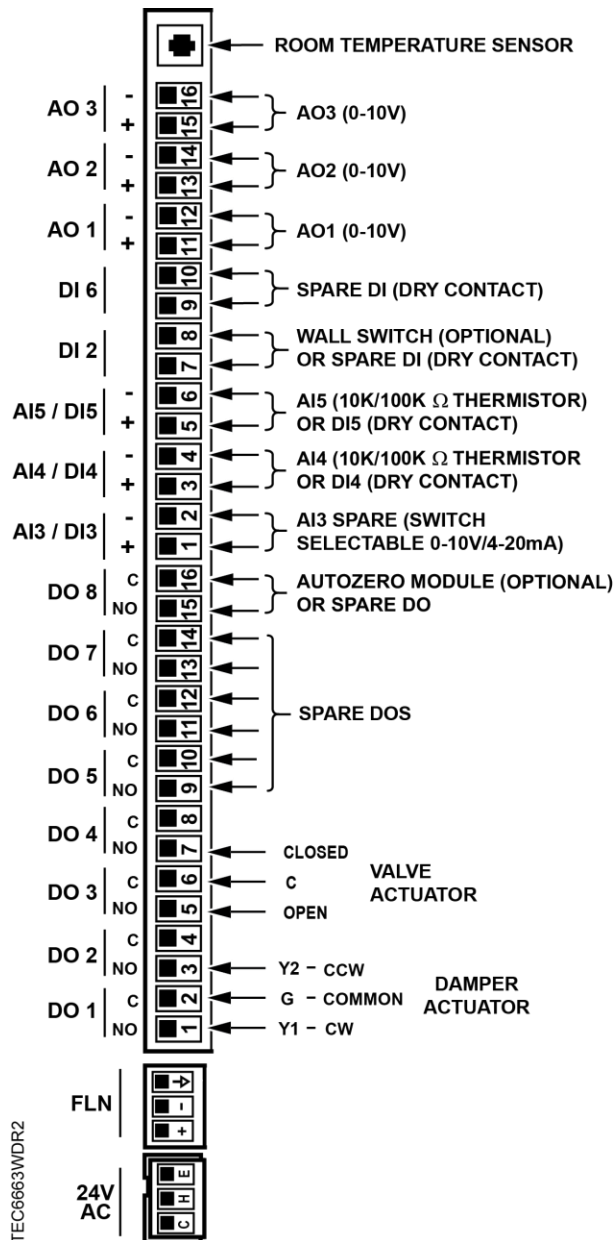 ROOM TEMPERATURE SENSOR
AO 3 - 16 AO3 (0-10V)
+ 15
AO 2 - 14 AO2 (0-10V)
+ 13
AO 1 - 12 AO1 (0-10V)
+ 11
DI 6 10 SPARE DI (DRY CONTACT)
9
DI 2 8 WALL SWITCH (OPTIONAL)
7 OR SPARE DI (DRY CONTACT)
AI5 / DI5 - 6 AI5 (10K/100K Ω THERMISTOR)
+ 5 OR DI5 (DRY CONTACT)
AI4 / DI4 - 4 AI4 (10K/100K Ω THERMISTOR
+ 3 OR DI4 (DRY CONTACT)
AI3 / DI3 - 2 AI3 SPARE (SWITCH
+ 1 SELECTABLE 0-10V/4-20mA)
DO 8 C 16 AUTOZERO MODULE (OPTIONAL)
NO 15 OR SPARE DO
DO 7 C 14
NO 13
DO 6 C 12 SPARE DOS
NO 11
DO 5 C 10
NO 9
DO 4 C 8
NO 7 CLOSED
DO 3 C 6 C VALVE
NO 5 OPEN ACTUATOR
DO 2 C 4
NO 3 Y2 - CCW
DO 1 C 2 G - COMMON DAMPER
NO 1 Y1 - CW ACTUATOR
FLN
-
+
24V
AC
E
H
C
TEC6663WDR2